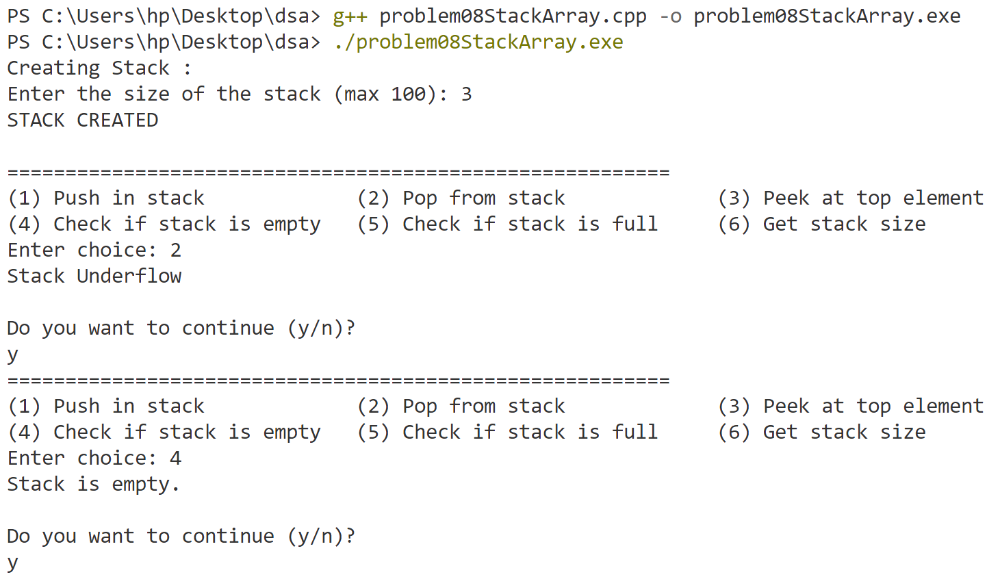 PS C:\Users\hp\Desktop\dsa> g++ problem08StackArray.cpp -o problem08StackArray.exe
PS C:\Users\hp\Desktop\dsa> ./problem08StackArray.exe
Creating Stack :
Enter the size of the stack (max 100): 3
STACK CREATED

=========================================================
(1) Push in stack             (2) Pop from stack             (3) Peek at top element
(4) Check if stack is empty   (5) Check if stack is full     (6) Get stack size
Enter choice: 2
Stack Underflow

Do you want to continue (y/n)?
y
=========================================================
(1) Push in stack             (2) Pop from stack             (3) Peek at top element
(4) Check if stack is empty   (5) Check if stack is full     (6) Get stack size
Enter choice: 4
Stack is empty.

Do you want to continue (y/n)?
y